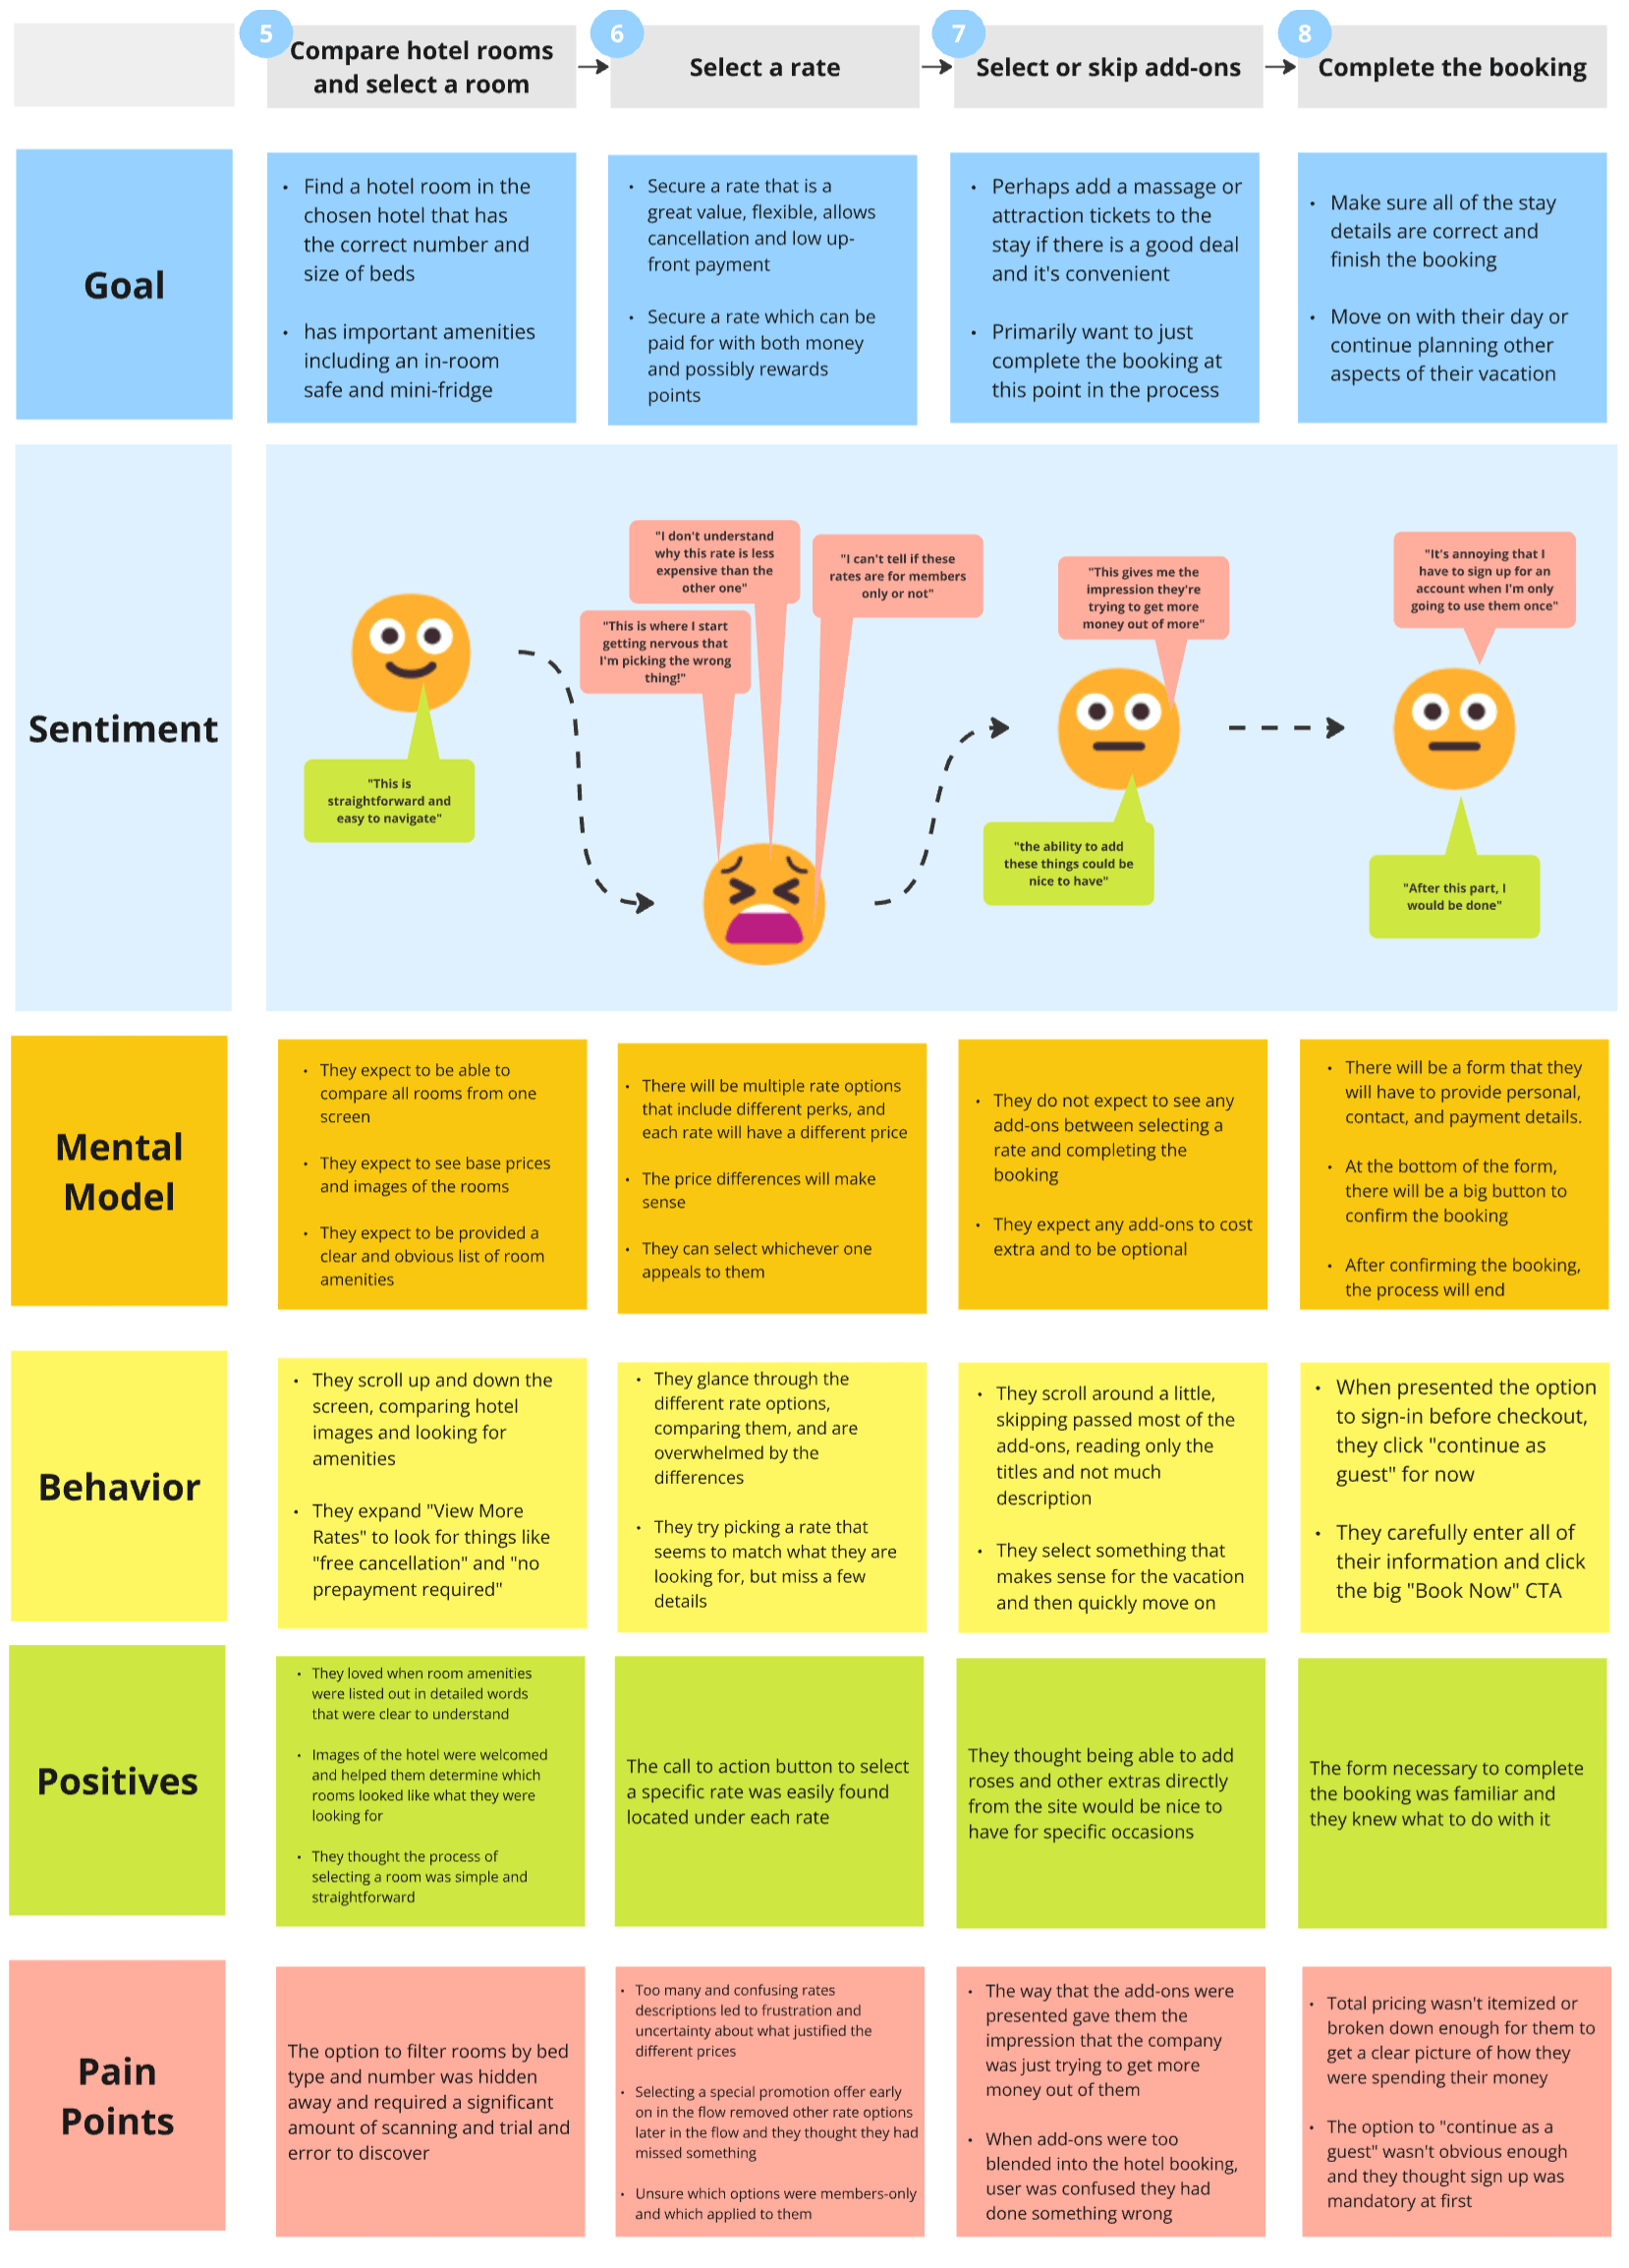 5
Compare hotel rooms
and select a room
6
Select a rate
7
Select or skip add-ons
8
Complete the booking
Goal
• Find a hotel room in the
chosen hotel that has
the correct number and
size of beds
• has important amenities
including an in-room
safe and mini-fridge
• Secure a rate that is a
great value, flexible, allows
cancellation and low up-
front payment
• Secure a rate which can be
paid for with both money
and possibly rewards
points
• Perhaps add a massage or
attraction tickets to the
stay if there is a good deal
and it's convenient
• Primarily want to just
complete the booking at
this point in the process
• Make sure all of the stay
details are correct and
finish the booking
• Move on with their day or
continue planning other
aspects of their vacation
Sentiment
"This is
straightforward and
easy to navigate"
"This is where I start
getting nervous that
I'm picking the wrong
thing!"
"I don't understand
why this rate is less
expensive than the
other one"
"I can't tell if these
rates are for members
only or not"
"This gives me the
impression they're
trying to get more
money out of more"
"the ability to add
these things could be
nice to have"
"It's annoying that I
have to sign up for an
account when I'm only
going to use them once"
"After this part, I
would be done"
Mental
Model
• They expect to be able to
compare all rooms from one
screen
• They expect to see base prices
and images of the rooms
• They expect to be provided a
clear and obvious list of room
amenities
• There will be multiple rate options
that include different perks, and
each rate will have a different price
• The price differences will make
sense
• They can select whichever one
appeals to them
• They do not expect to see any
add-ons between selecting a
rate and completing the
booking
• They expect any add-ons to cost
extra and to be optional
• There will be a form that they
will have to provide personal,
contact, and payment details.
• At the bottom of the form,
there will be a big button to
confirm the booking
• After confirming the booking,
the process will end
Behavior
• They scroll up and down the
screen, comparing hotel
images and looking for
amenities
• They expand "View More
Rates" to look for things like
"free cancellation" and "no
prepayment required"
• They glance through the
different rate options,
comparing them, and are
overwhelmed by the
differences
• They try picking a rate that
seems to match what they are
looking for, but miss a few
details
• They scroll around a little,
skipping passed most of the
add-ons, reading only the
titles and not much
description
• They select something that
makes sense for the vacation
and then quickly move on
• When presented the option
to sign-in before checkout,
they click "continue as
guest" for now
• They carefully enter all of
their information and click
the big "Book Now" CTA
Positives
• They loved when room amenities
were listed out in detailed words
that were clear to understand
• Images of the hotel were welcomed
and helped them determine which
rooms looked like what they were
looking for
• They thought the process of
selecting a room was simple and
straightforward
The call to action button to select
a specific rate was easily found
located under each rate
They thought being able to add
roses and other extras directly
from the site would be nice to
have for specific occasions
The form necessary to complete
the booking was familiar and
they knew what to do with it
Pain
Points
The option to filter rooms by bed
type and number was hidden
away and required a significant
amount of scanning and trial and
error to discover
• Too many and confusing rates
descriptions led to frustration and
uncertainty about what justified the
different prices
• Selecting a special promotion offer early
on in the flow removed other rate options
later in the flow and they thought they had
missed something
• Unsure which options were members-only
and which applied to them
• The way that the add-ons were
presented gave them the
impression that the company
was just trying to get more
money out of them
• When add-ons were too
blended into the hotel booking,
user was confused they had
done something wrong
• Total pricing wasn't itemized or
broken down enough for them to
get a clear picture of how they
were spending their money
• The option to "continue as a
guest" wasn't obvious enough
and they thought sign up was
mandatory at first